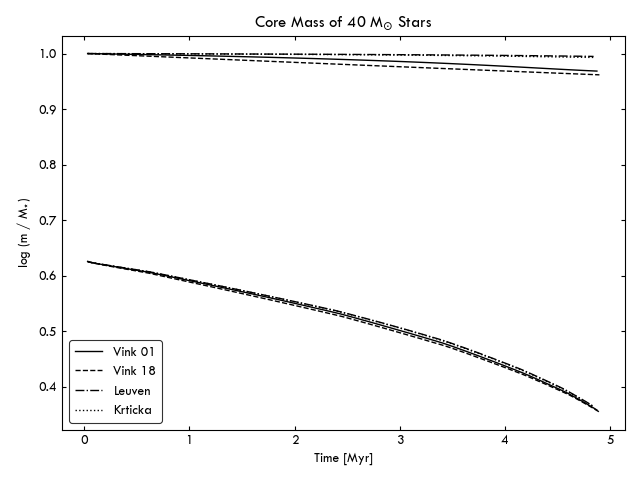 Core Mass of 40 M⊙ Stars
log (m / M⋆)
1.0
0.9
0.8
0.7
0.6
0.5
0.4
Vink 01
Vink 18
Leuven
Krticka
0 1 2 3 4 5
Time [Myr]